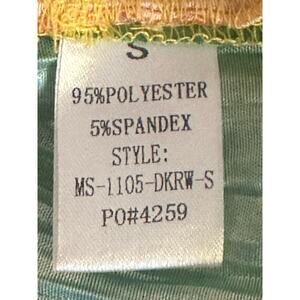 S
95%POLYESTER
5%SPANDEX
STYLE:
MS-1105-DKRW-S
PO#4259